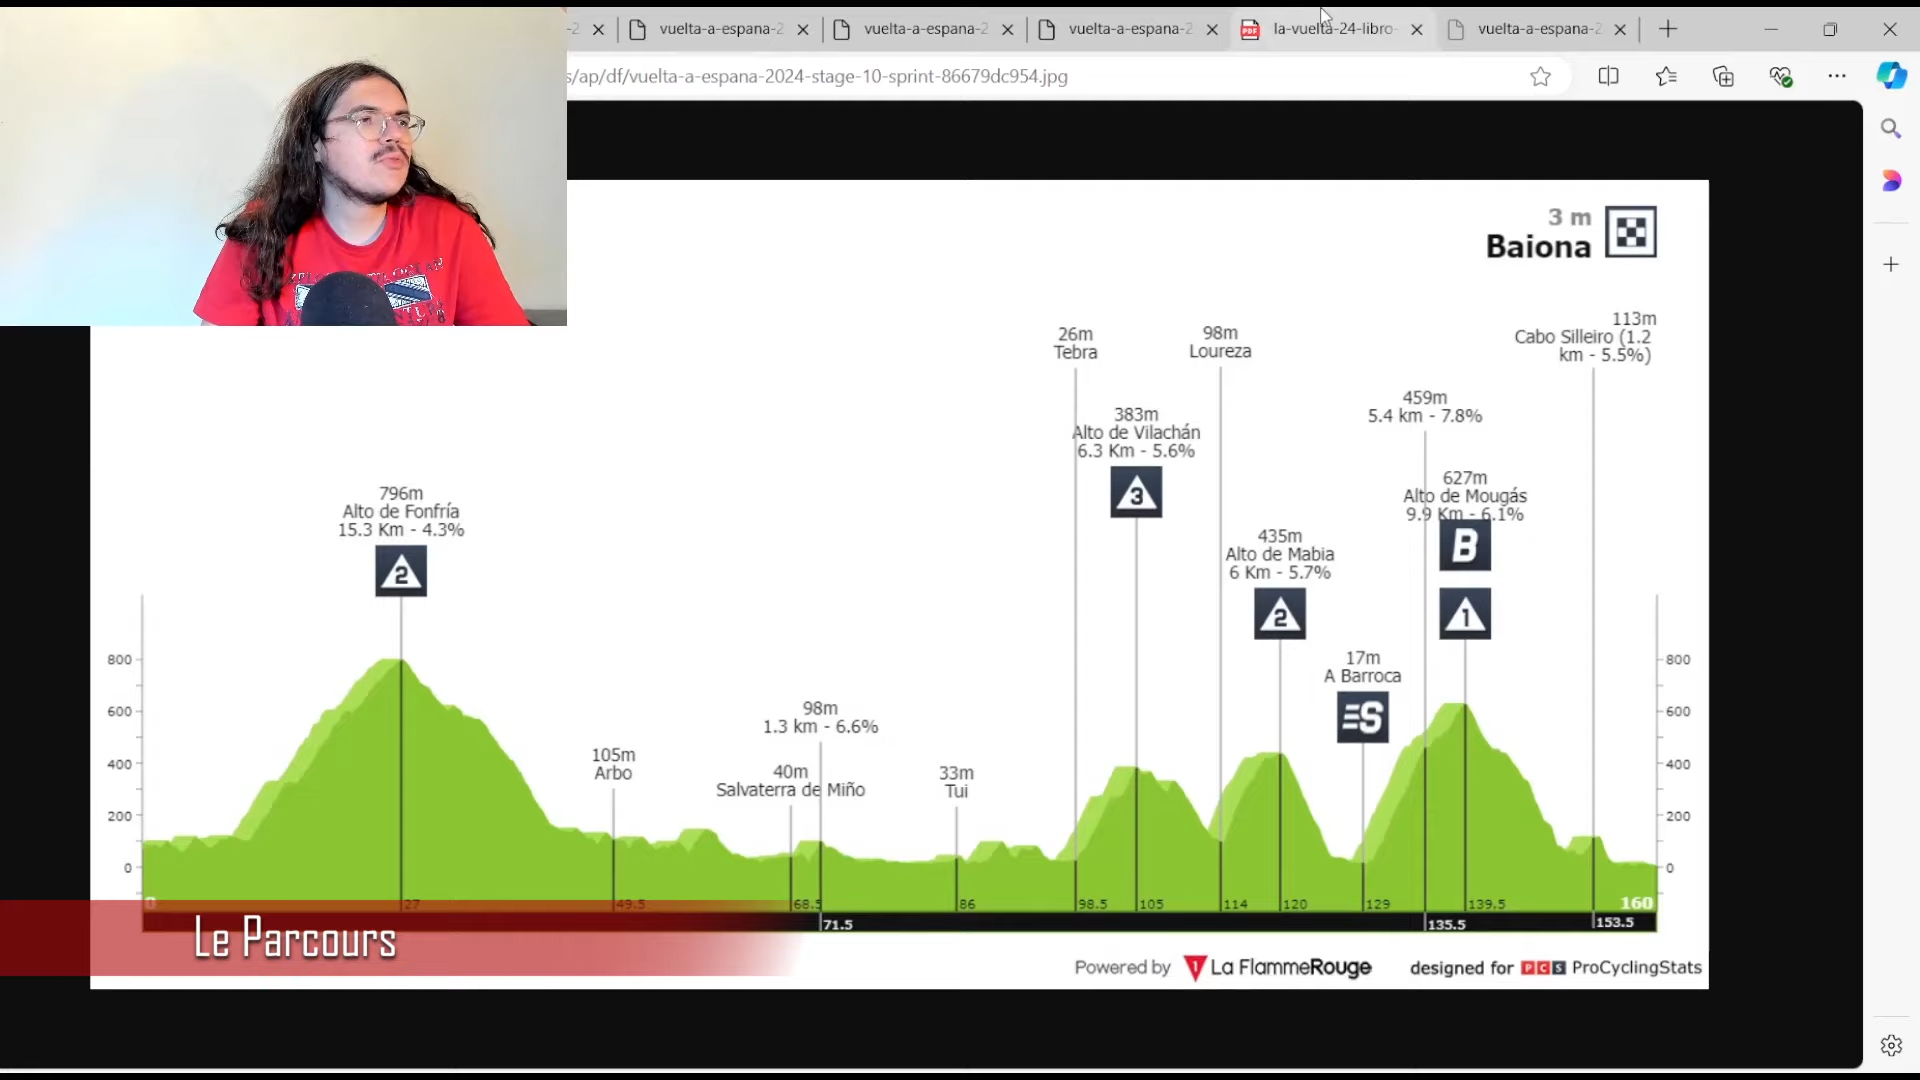 vuelta-a-espana-2
vuelta-a-espana-2
vuelta-a-espana-2
la-vuelta-24-libro-
vuelta-a-espana-2
s/ap/df/vuelta-a-espana-2024-stage-10-sprint-86679dc954.jpg
3 m
Baiona
113m
Cabo Silleiro (1.2
km - 5.5%)
26m
Tebra
98m
Loureza
459m
5.4 km - 7.8%
383m
Alto de Vilachán
6.3 Km - 5.6%
3
627m
Alto de Mougás
9.9 Km - 6.1%
B
1
796m
Alto de Fonfría
15.3 Km - 4.3%
2
435m
Alto de Mabia
6 Km - 5.7%
2
17m
A Barroca
S
98m
1.3 km - 6.6%
105m
Arbo
40m
Salvaterra de Miño
33m
Tui
800
600
400
200
0
800
600
400
200
0
0 27 49.5 68.5 86 98.5 105 114 120 129 139.5 160
71.5 135.5 153.5
Le Parcours
Powered by 1 La FlammeRouge designed for PCS ProCyclingStats